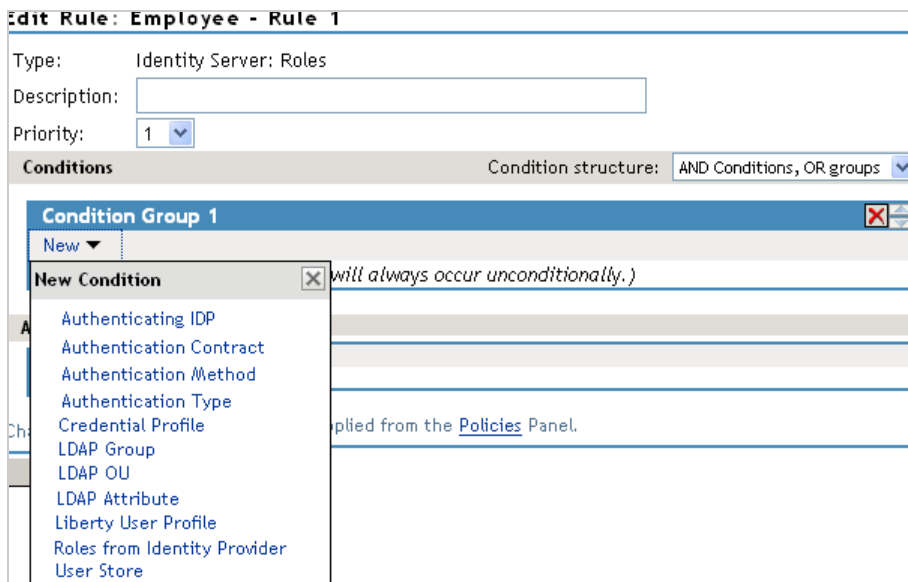 Edit Rule: Employee - Rule 1
Type: Identity Server: Roles
Description:
Priority: 1
Conditions Condition structure: AND Conditions, OR groups
Condition Group 1
New
New Condition
will always occur unconditionally.)
Authenticating IDP
A
Authentication Contract
Authentication Method
Authentication Type
Credential Profile
Cha
plied from the Policies Panel.
LDAP Group
LDAP OU
LDAP Attribute
Liberty User Profile
Roles from Identity Provider
User Store